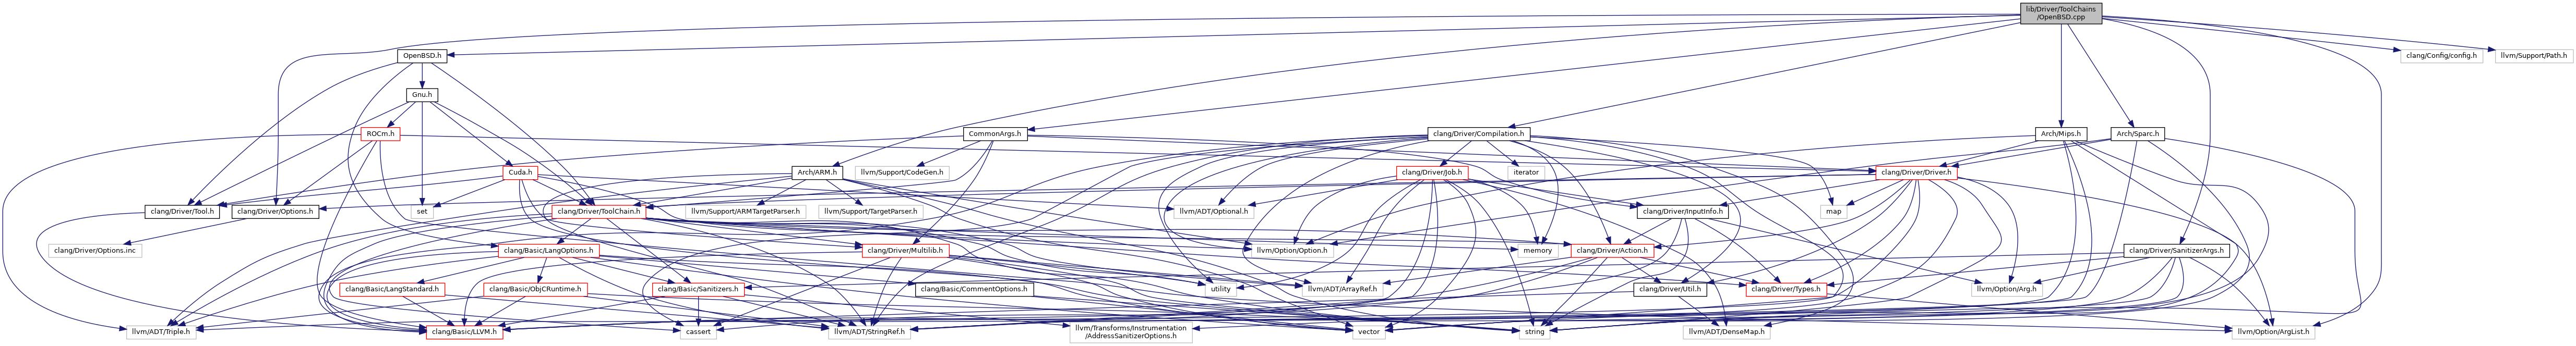 lib/Driver/ToolChains
/OpenBSD.cpp
OpenBSD.h
clang/Config/config.h
llvm/Support/Path.h
Gnu.h
ROCm.h
CommonArgs.h
clang/Driver/Compilation.h
Arch/Mips.h
Arch/Sparc.h
Cuda.h
Arch/ARM.h
llvm/Support/CodeGen.h
clang/Driver/Job.h
iterator
clang/Driver/Driver.h
clang/Driver/Tool.h
clang/Driver/Options.h
set
clang/Driver/ToolChain.h
llvm/Support/ARMTargetParser.h
llvm/Support/TargetParser.h
llvm/ADT/Optional.h
clang/Driver/InputInfo.h
map
clang/Driver/Options.inc
clang/Basic/LangOptions.h
clang/Driver/Multilib.h
llvm/Option/Option.h
memory
clang/Driver/Action.h
clang/Driver/SanitizerArgs.h
clang/Basic/LangStandard.h
clang/Basic/ObjCRuntime.h
clang/Basic/Sanitizers.h
clang/Basic/CommentOptions.h
utility
llvm/ADT/ArrayRef.h
clang/Driver/Util.h
clang/Driver/Types.h
llvm/Option/Arg.h
llvm/ADT/Triple.h
clang/Basic/LLVM.h
cassert
llvm/ADT/StringRef.h
llvm/Transforms/Instrumentation
/AddressSanitizerOptions.h
vector
string
llvm/ADT/DenseMap.h
llvm/Option/ArgList.h